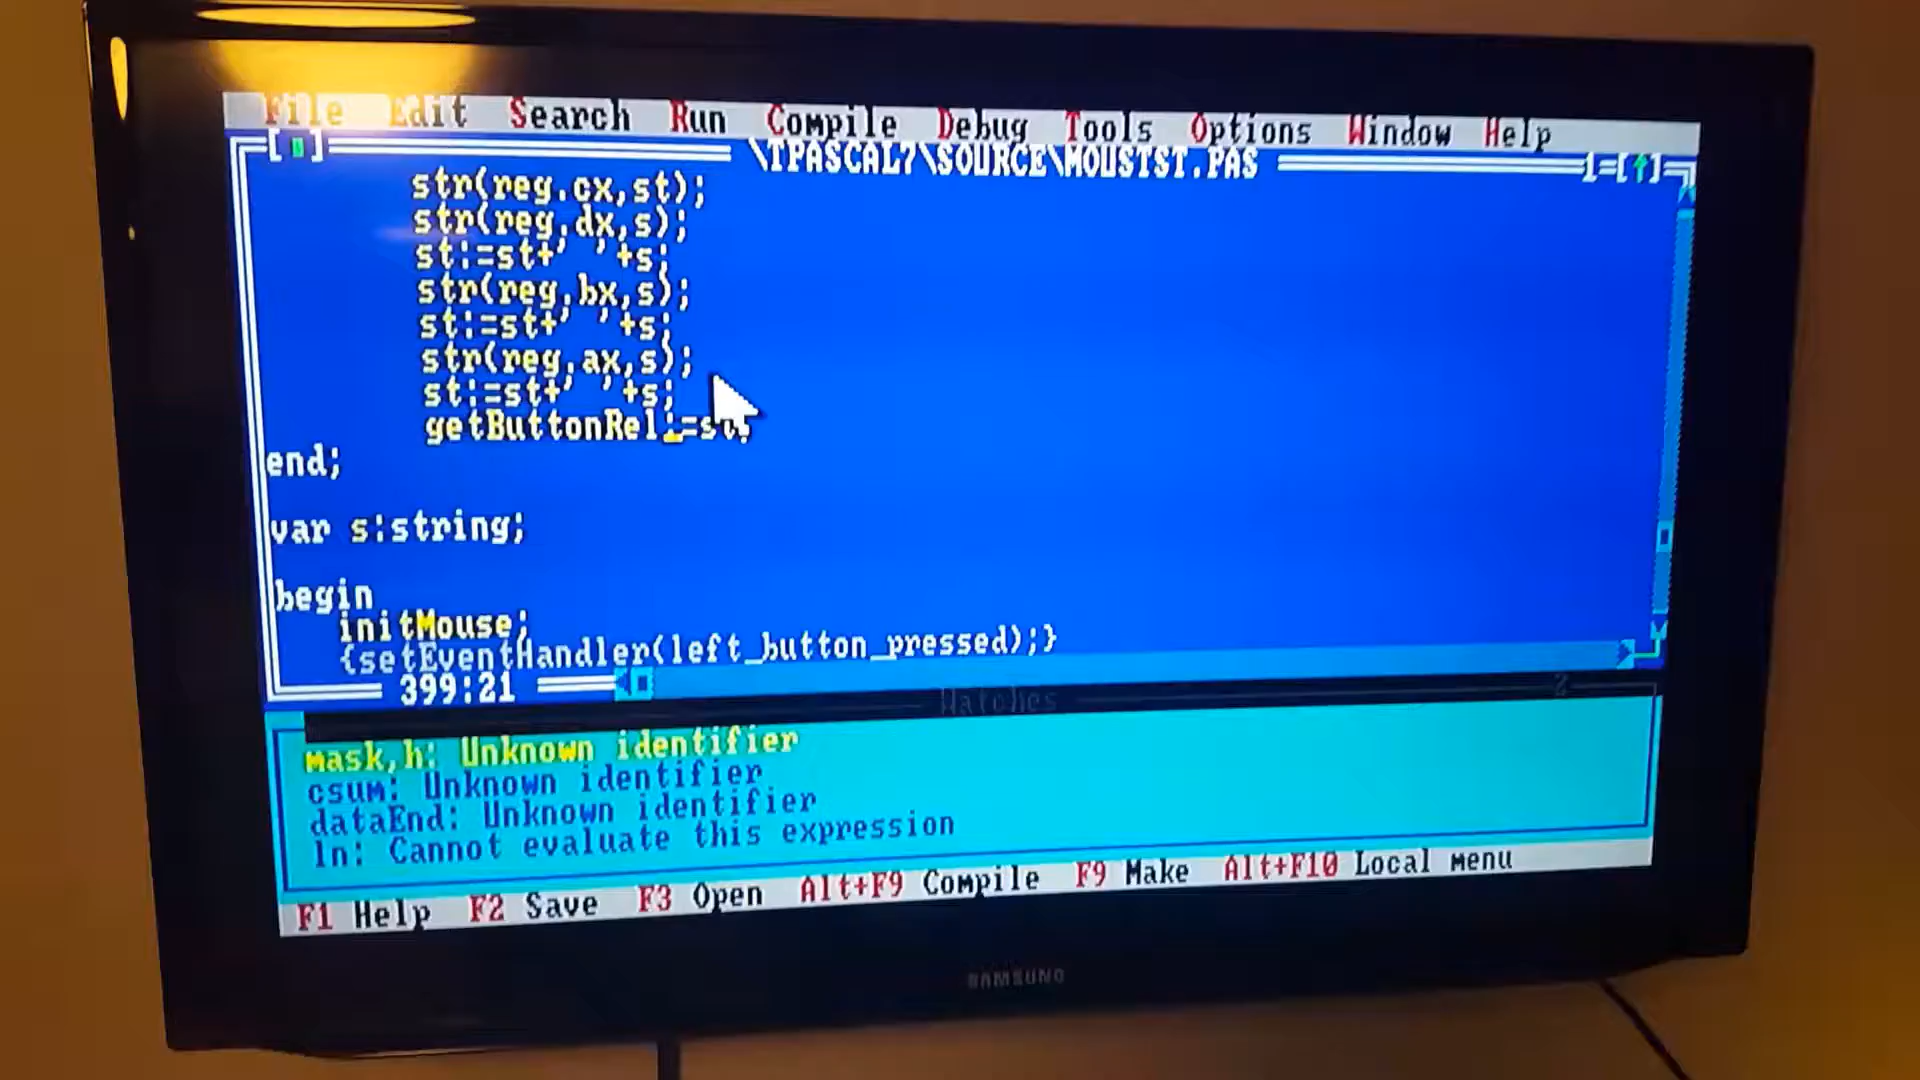 File Edit Search Run Compile Debug Tools Options Window Help
\TPASCAL7\SOURCE\MOUSTST.PAS 1=[↑]
str(reg.cx,st);
str(reg.dx,s);
st:=st+' '+s;
str(reg.bx,s);
st:=st+' '+s;
str(reg.ax,s);
st:=st+' '+s;
getButtonRel:=st;
end;
var s:string;
begin
initMouse;
{setEventHandler(left_button_pressed);}
399:21
Watches 2
mask,h: Unknown identifier
csum: Unknown identifier
dataEnd: Unknown identifier
ln: Cannot evaluate this expression
F1 Help F2 Save F3 Open Alt+F9 Compile F9 Make Alt+F10 Local menu
SAMSUNG